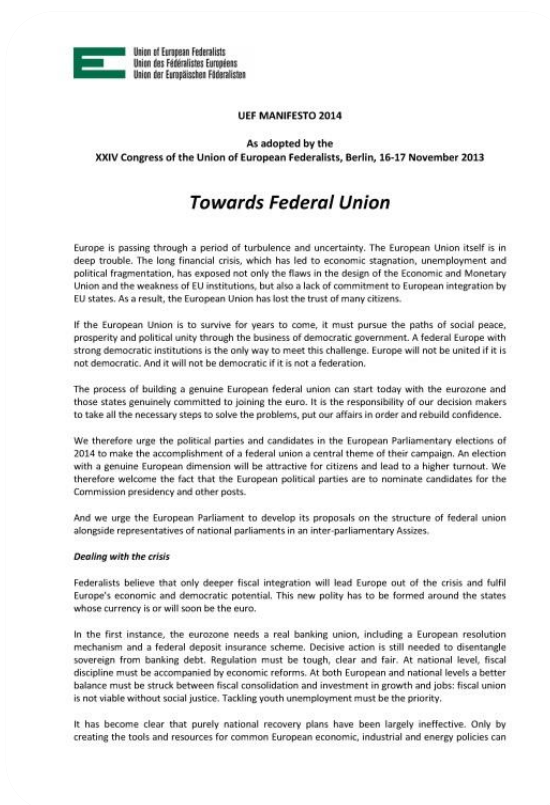 Union of European Federalists
Union des Fédéralistes Européens
Union der Europäischen Föderalisten
UEF MANIFESTO 2014
As adopted by the
XXIV Congress of the Union of European Federalists, Berlin, 16-17 November 2013
Towards Federal Union
Europe is passing through a period of turbulence and uncertainty. The European Union itself is in
deep trouble. The long financial crisis, which has led to economic stagnation, unemployment and
political fragmentation, has exposed not only the flaws in the design of the Economic and Monetary
Union and the weakness of EU institutions, but also a lack of commitment to European integration by
EU states. As a result, the European Union has lost the trust of many citizens.
If the European Union is to survive for years to come, it must pursue the paths of social peace,
prosperity and political unity through the business of democratic government. A federal Europe with
strong democratic institutions is the only way to meet this challenge. Europe will not be united if it is
not democratic. And it will not be democratic if it is not a federation.
The process of building a genuine European federal union can start today with the eurozone and
those states genuinely committed to joining the euro. It is the responsibility of our decision makers
to take all the necessary steps to solve the problems, put our affairs in order and rebuild confidence.
We therefore urge the political parties and candidates in the European Parliamentary elections of
2014 to make the accomplishment of a federal union a central theme of their campaign. An election
with a genuine European dimension will be attractive for citizens and lead to a higher turnout. We
therefore welcome the fact that the European political parties are to nominate candidates for the
Commission presidency and other posts.
And we urge the European Parliament to develop its proposals on the structure of federal union
alongside representatives of national parliaments in an inter-parliamentary Assizes.
Dealing with the crisis
Federalists believe that only deeper fiscal integration will lead Europe out of the crisis and fulfil
Europe's economic and democratic potential. This new polity has to be formed around the states
whose currency is or will soon be the euro.
In the first instance, the eurozone needs a real banking union, including a European resolution
mechanism and a federal deposit insurance scheme. Decisive action is still needed to disentangle
sovereign from banking debt. Regulation must be tough, clear and fair. At national level, fiscal
discipline must be accompanied by economic reforms. At both European and national levels a better
balance must be struck between fiscal consolidation and investment in growth and jobs: fiscal union
is not viable without social justice. Tackling youth unemployment must be the priority.
It has become clear that purely national recovery plans have been largely ineffective. Only by
creating the tools and resources for common European economic, industrial and energy policies can